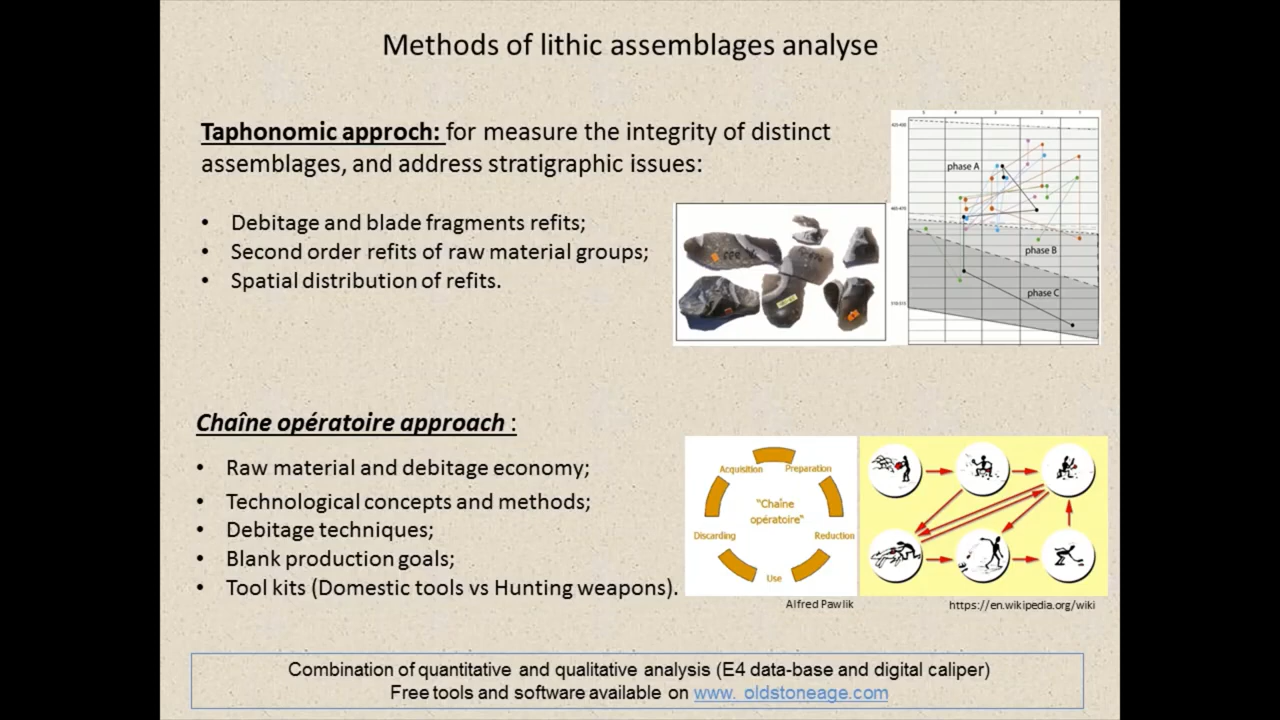 Methods of lithic assemblages analyse
Taphonomic approch: for measure the integrity of distinct
assemblages, and address stratigraphic issues:
• Debitage and blade fragments refits;
• Second order refits of raw material groups;
• Spatial distribution of refits.
phase A
phase B
phase C
Chaîne opératoire approach :
• Raw material and debitage economy;
• Technological concepts and methods;
• Debitage techniques;
• Blank production goals;
• Tool kits (Domestic tools vs Hunting weapons).
Acquisition
Preparation
"Chaîne
opératoire"
Discarding
Reduction
Use
Alfred Pawlik
https://en.wikipedia.org/wiki
Combination of quantitative and qualitative analysis (E4 data-base and digital caliper)
Free tools and software available on www. oldstoneage.com